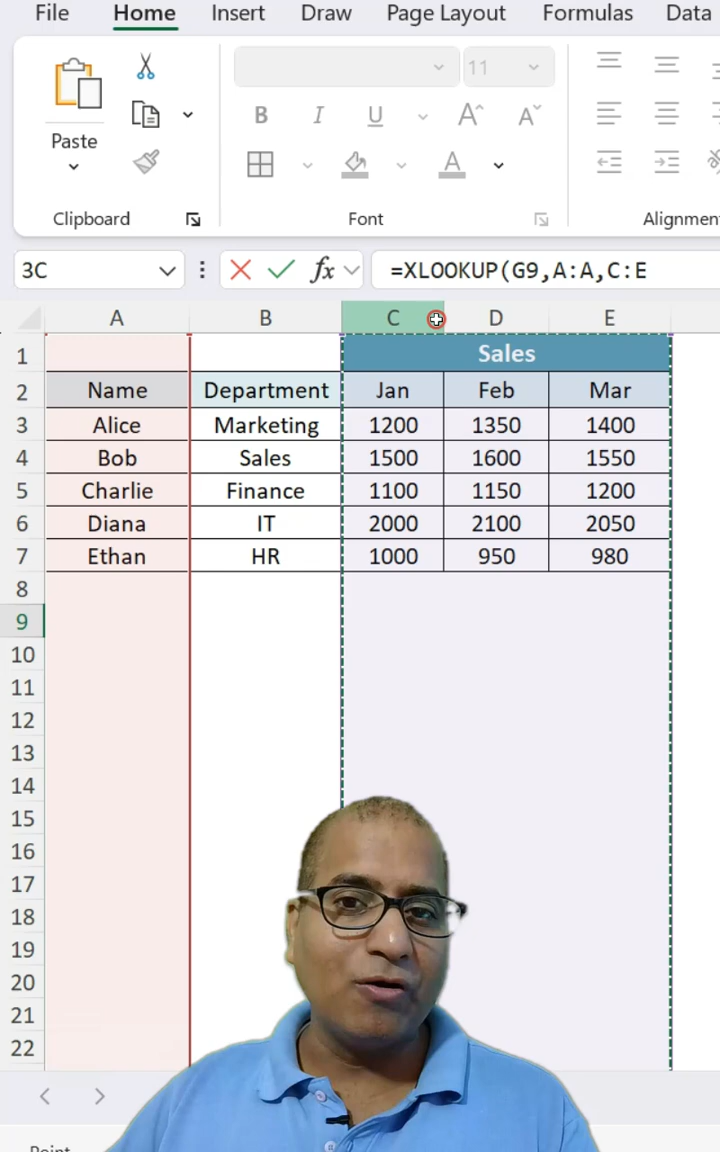 File Home Insert Draw Page Layout Formulas Data
11
B I U A A
A
Paste
Clipboard Font Alignmen
3C fx =XLOOKUP(G9,A:A,C:E
A B C D E
1 Sales
2 Name Department Jan Feb Mar
3 Alice Marketing 1200 1350 1400
4 Bob Sales 1500 1600 1550
5 Charlie Finance 1100 1150 1200
6 Diana IT 2000 2100 2050
7 Ethan HR 1000 950 980
8
9
10
11
12
13
14
15
16
17
18
19
20
21
22
Point